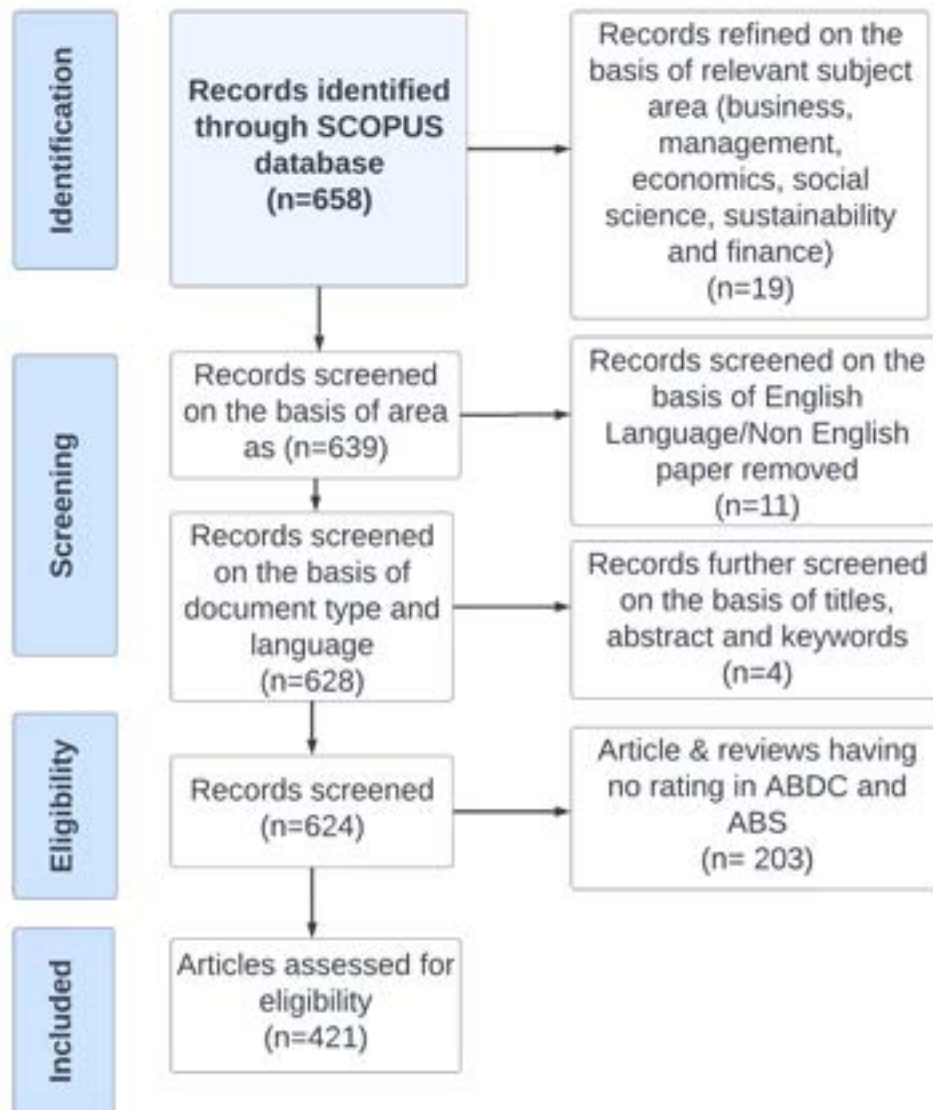 Identification
Records identified
through SCOPUS
database
(n=658)
Records refined on the
basis of relevant subject
area (business,
management,
economics, social
science, sustainability
and finance)
(n=19)
Screening
Records screened
on the basis of area
as (n=639)
Records screened on the
basis of English
Language/Non English
paper removed
(n=11)
Records screened
on the basis of
document type and
language
(n=628)
Records further screened
on the basis of titles,
abstract and keywords
(n=4)
Eligibility
Records screened
(n=624)
Article & reviews having
no rating in ABDC and
ABS
(n= 203)
Included
Articles assessed for
eligibility
(n=421)